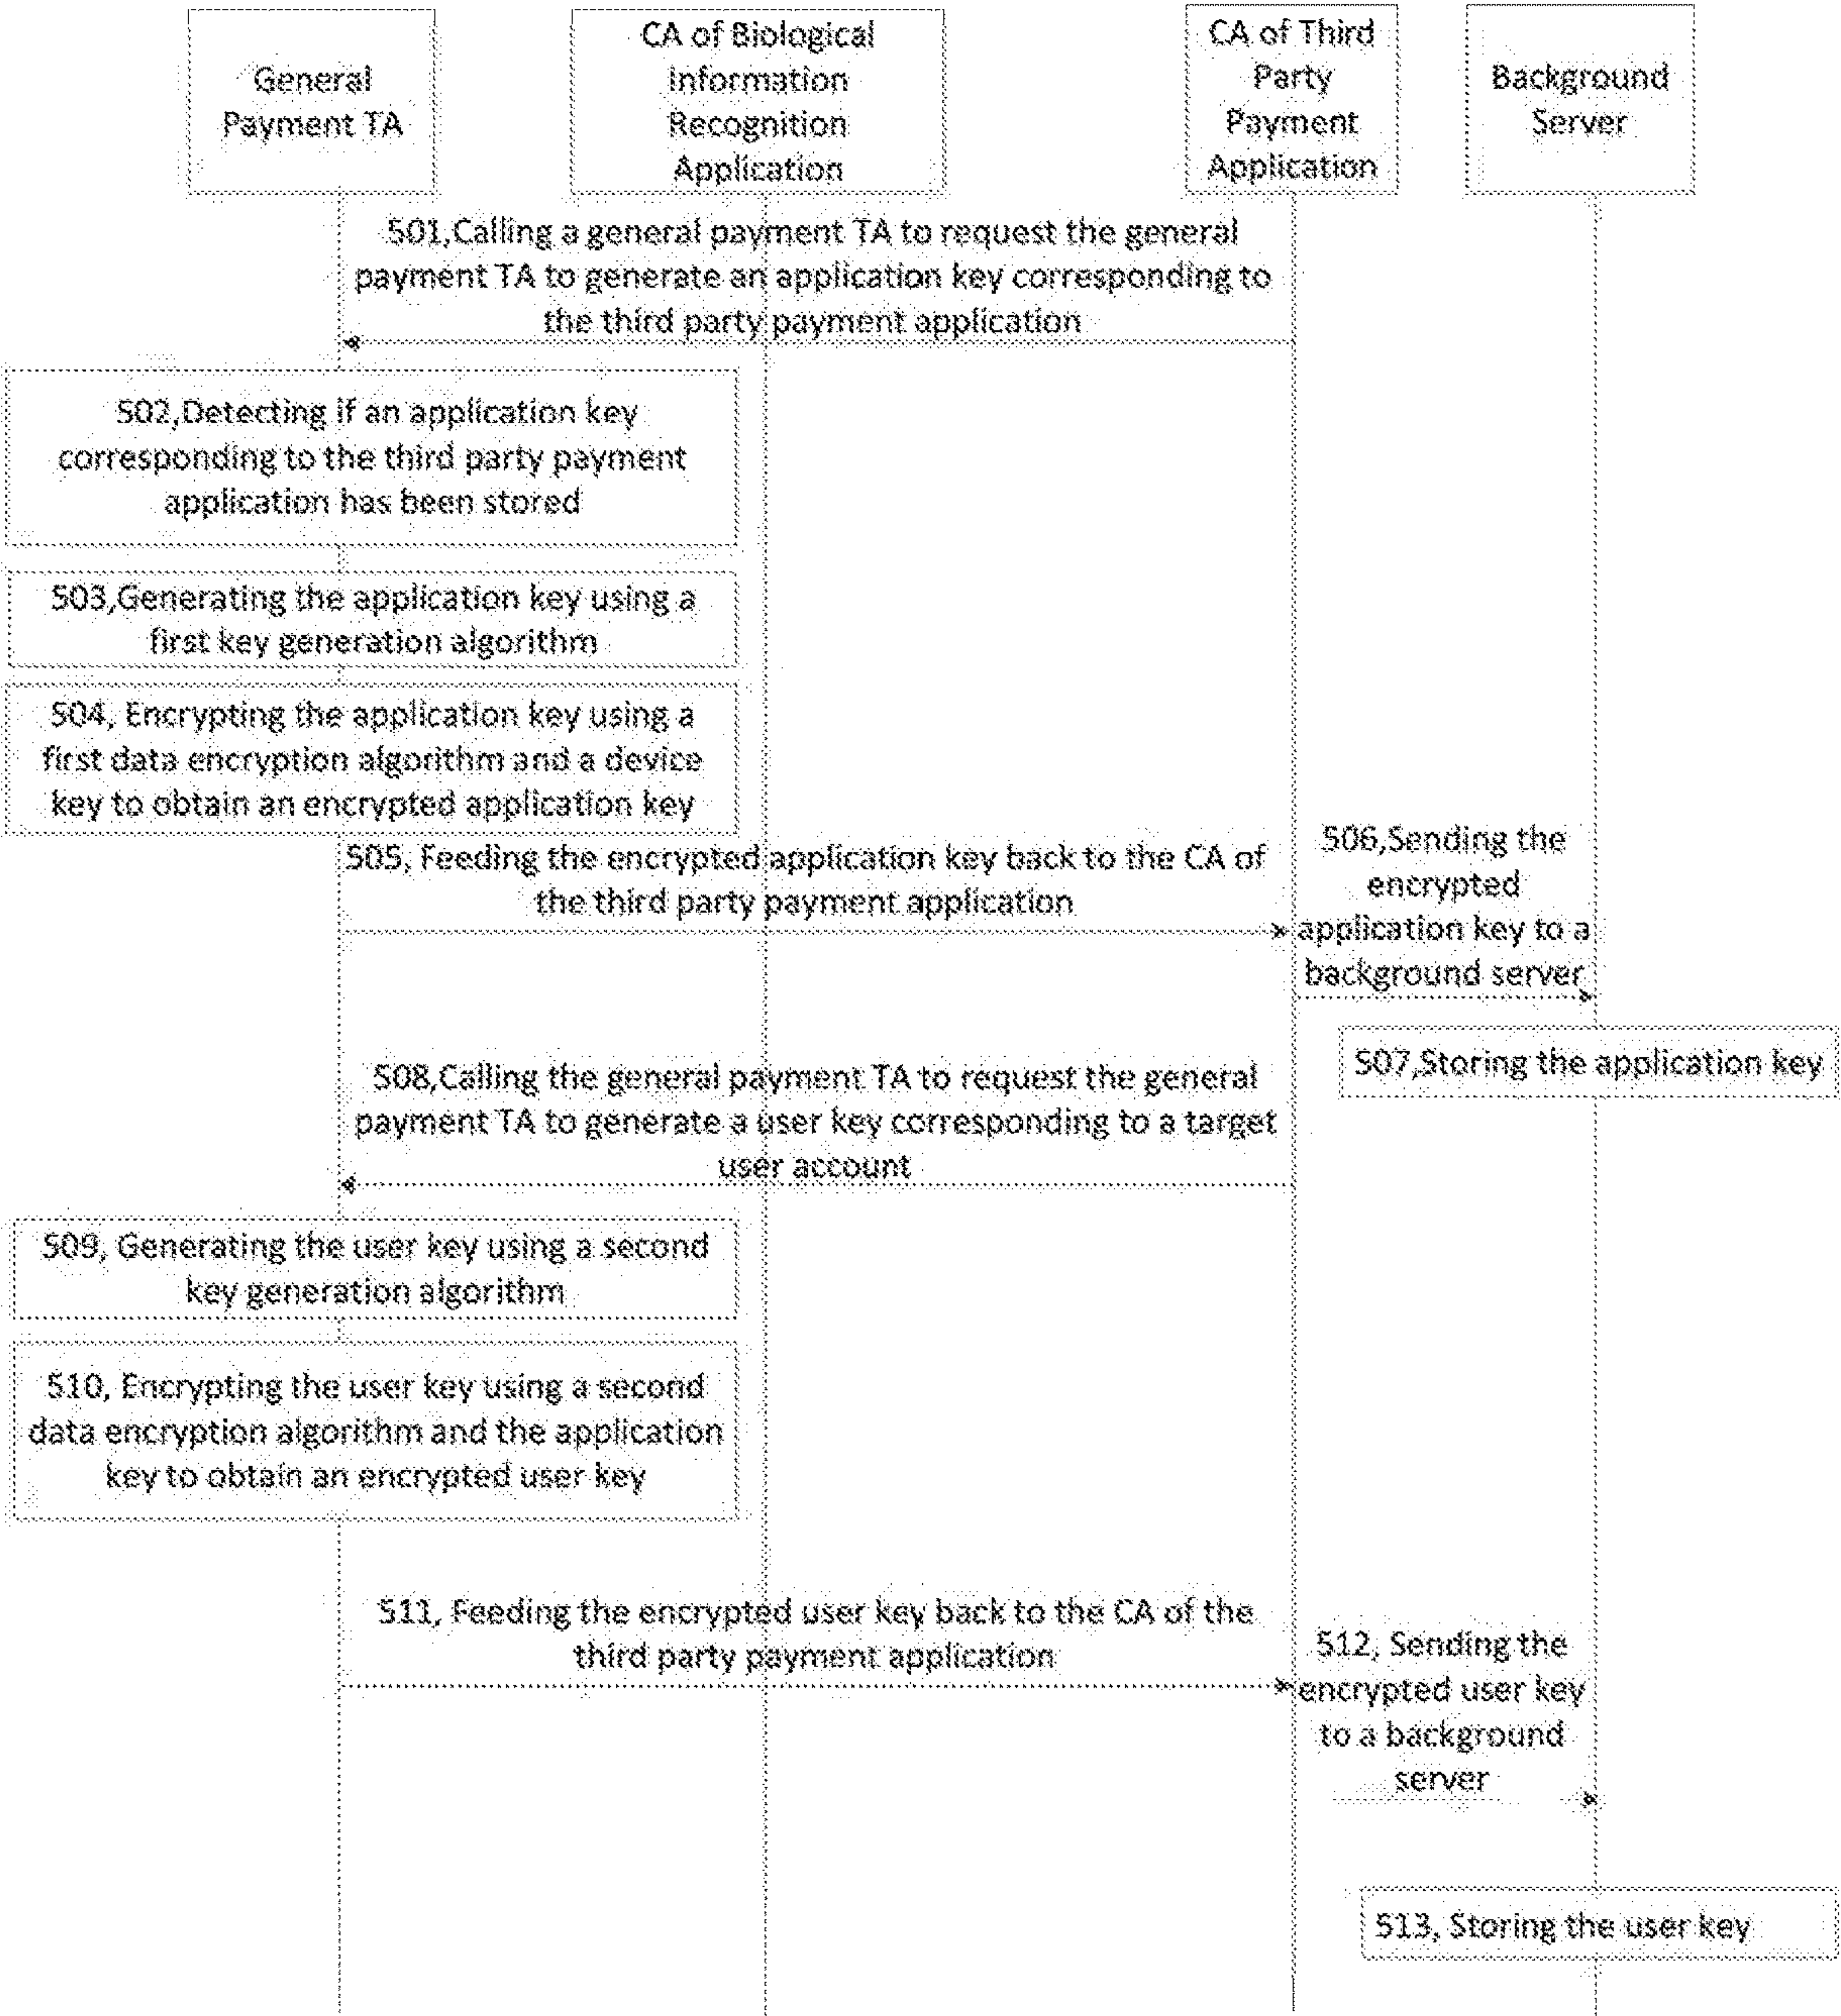 General
Payment TA
CA of Biological
Information
Recognition
Application
CA of Third
Party
Payment
Application
Background
Server
501,Calling a general payment TA to request the general
payment TA to generate an application key corresponding to
the third party payment application
502,Detecting if an application key
corresponding to the third party payment
application has been stored
503,Generating the application key using a
first key generation algorithm
504, Encrypting the application key using a
first data encryption algorithm and a device
key to obtain an encrypted application key
505, Feeding the encrypted application key back to the CA of
the third party payment application
506,Sending the
encrypted
application key to a
background server
507,Storing the application key
508,Calling the general payment TA to request the general
payment TA to generate a user key corresponding to a target
user account
509, Generating the user key using a second
key generation algorithm
510, Encrypting the user key using a second
data encryption algorithm and the application
key to obtain an encrypted user key
511, Feeding the encrypted user key back to the CA of the
third party payment application
512, Sending the
encrypted user key
to a background
server
513, Storing the user key